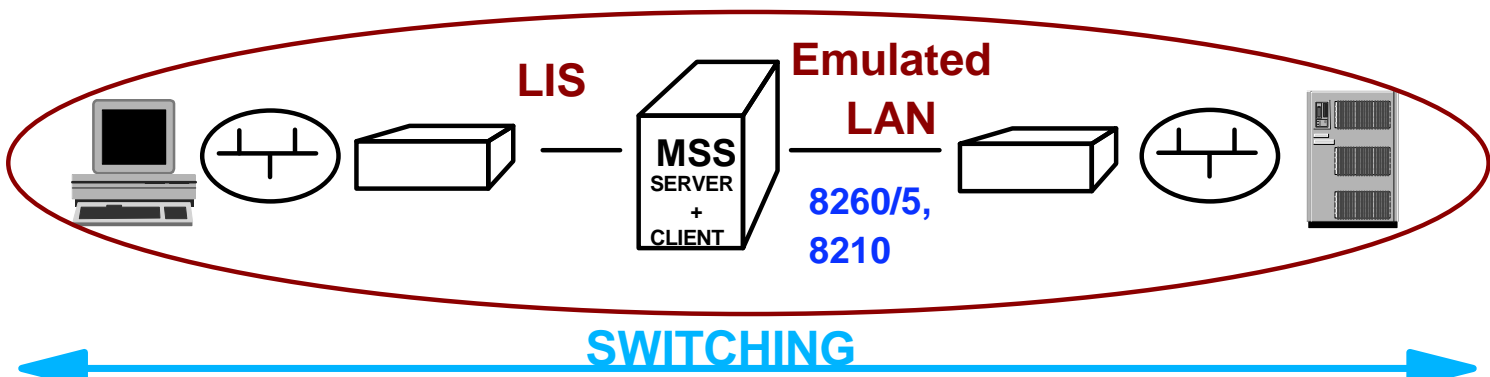 LIS
Emulated
LAN
MSS
SERVER
+
CLIENT
8260/5,
8210
SWITCHING